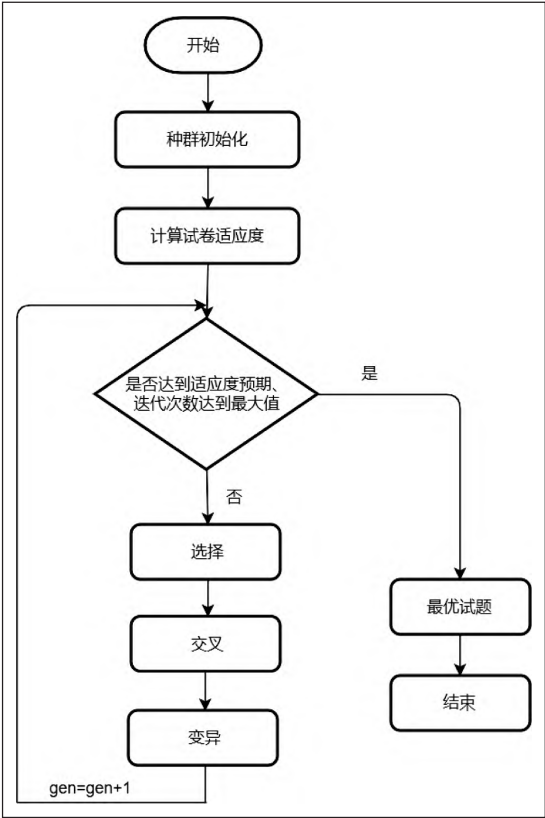 开始
种群初始化
计算试卷适应度
是否达到适应度预期、
迭代次数达到最大值
是
否
选择
最优试题
交叉
结束
变异
gen=gen+1